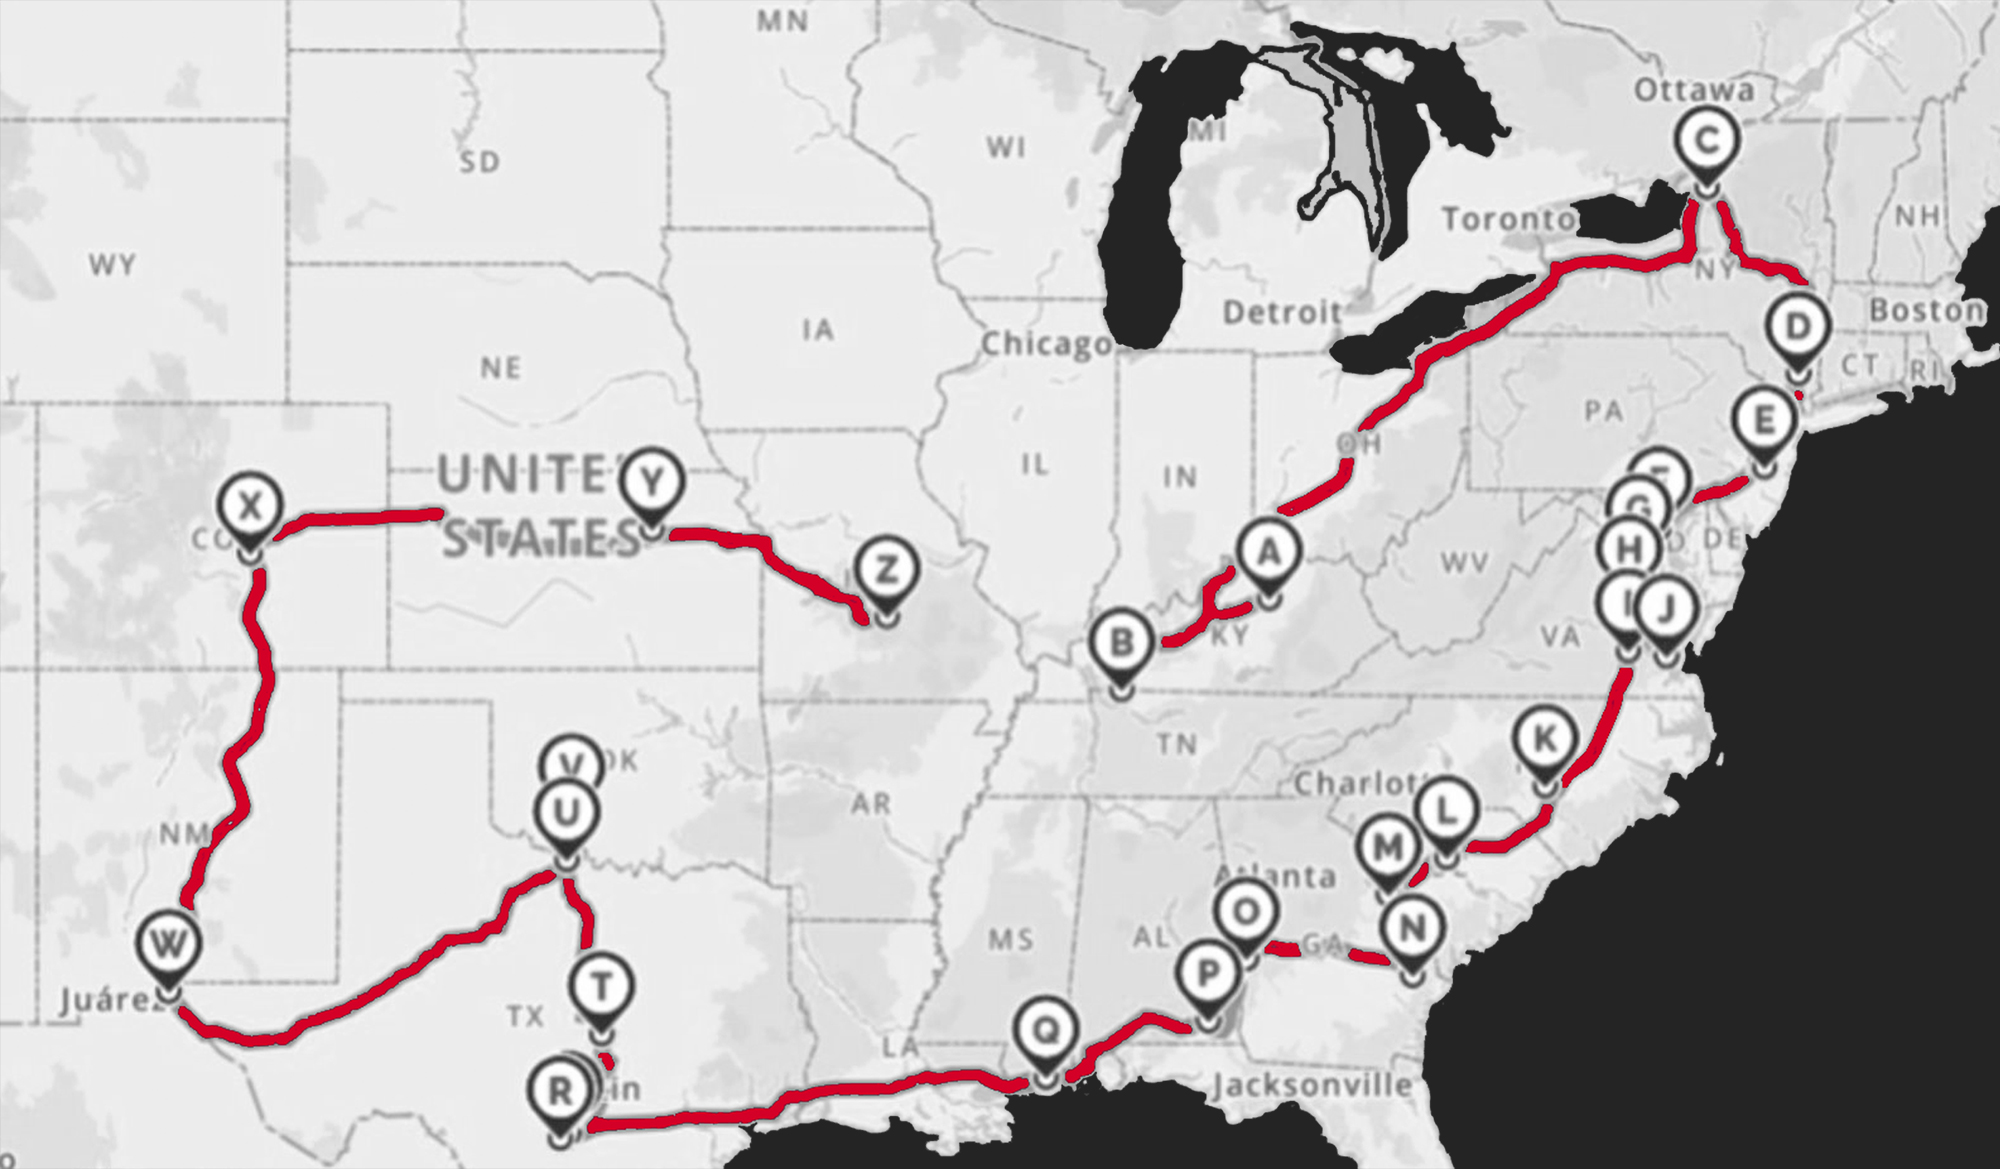 MN
Ottawa
C
MI
WI
SD
Toronto
NH
WY
NY
Detroit
Boston
D
IA
Chicago
CT
RI
NE
PA
E
OH
UNITE
Y
IL
IN
X
G
CO
STATES
H
DE
A
WV
Z
I
J
B
KY
VA
K
TN
V
OK
Charlot
L
AR
U
NM
M
Atlanta
O
N
W
MS
AL
GA
P
Juárez
T
TX
Q
LA
R
in
Jacksonville